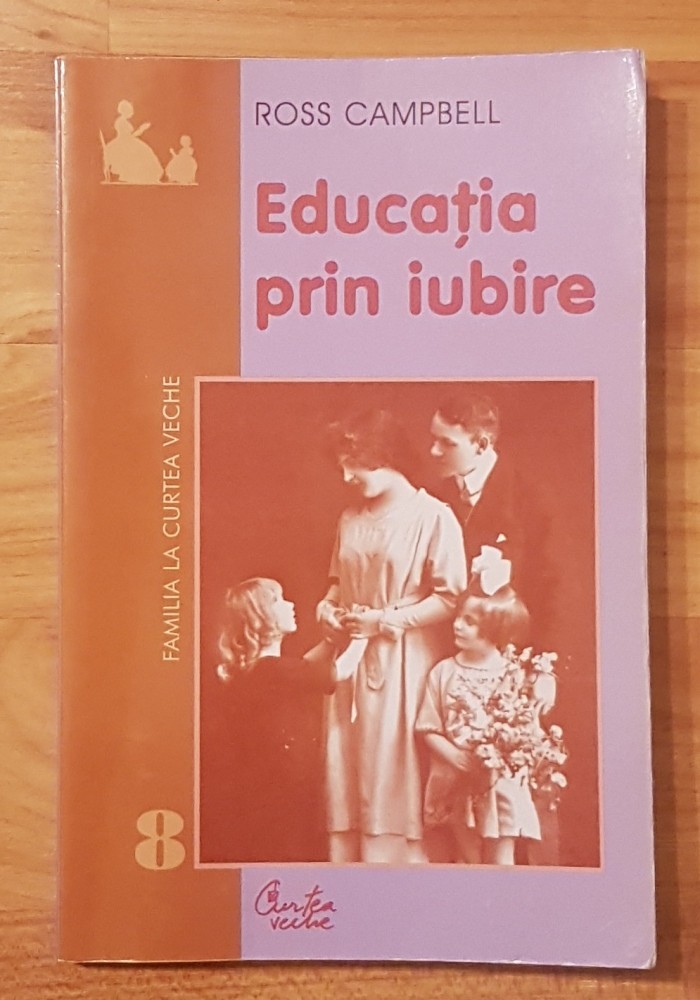 ROSS CAMPBELL
Educația
prin iubire
FAMILIA LA CURTEA VECHE
8
Curtea
veche